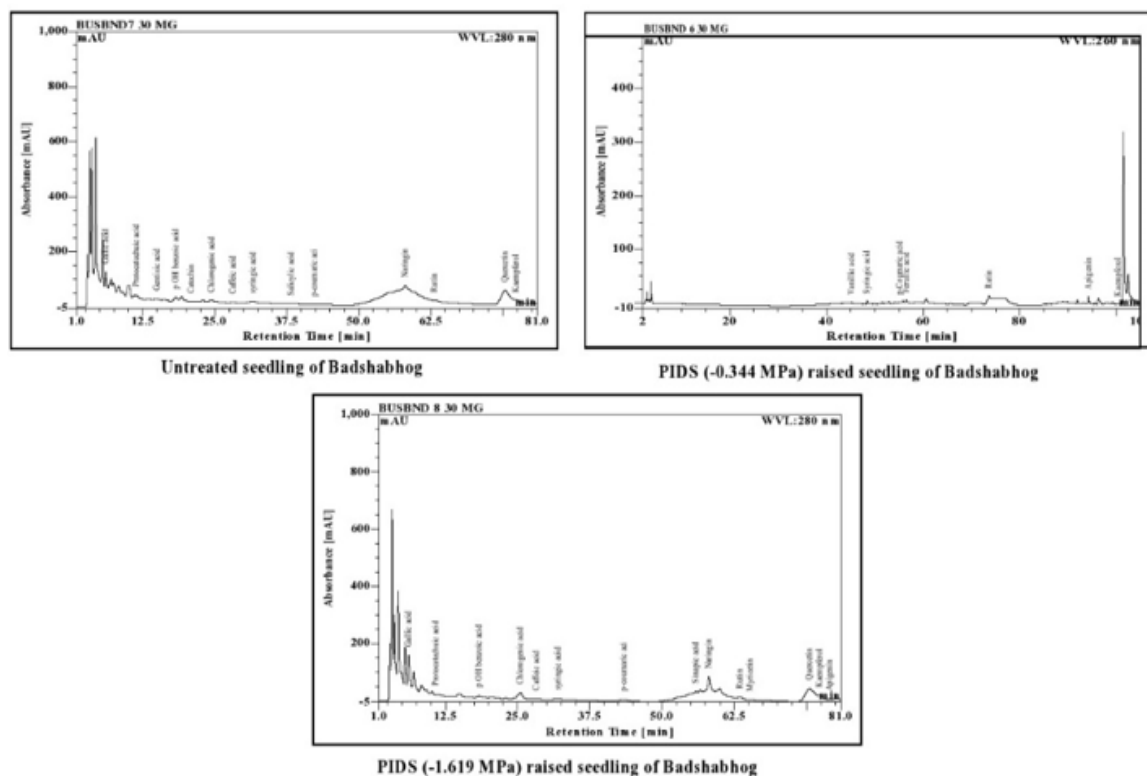 BUSBND7 30 MG
mAU
WVL:280 nm
1,000
800
600
400
200
-5
Absorbance [mAU]
Gallic acid
Protocatechuic acid
Gentisic acid
p OH benzoic acid
Catechin
Chlorogenic acid
Caffeic acid
syringic acid
Salicylic acid
p-coumaric aci
Naringin
Rutin
Quercetin
Kaempferol
min
1.0 12.5 25.0 37.5 50.0 62.5 81.0
Retention Time [min]
Untreated seedling of Badshabhog
BUSBND 6 30 MG
mAU
WVL:260 nm
400
300
200
100
-10
Absorbance [mAU]
Vanillic acid
Syringic acid
Rutin
Apigenin
Kaempferol
min
2 20 40 60 80 10
Retention Time [min]
PIDS (-0.344 MPa) raised seedling of Badshabhog
BUSBND 8 30 MG
mAU
WVL:280 nm
1,000
800
600
400
200
-5
Absorbance [mAU]
Gallic acid
Protocatechuic acid
p OH benzoic acid
Chlorogenic acid
Caffeic acid
syringic acid
p-coumaric aci
Sinapic acid
Naringin
Rutin
Myricetin
Quercetin
Kaempferol
Apigenin
min
1.0 12.5 25.0 37.5 50.0 62.5 81.0
Retention Time [min]
PIDS (-1.619 MPa) raised seedling of Badshabhog